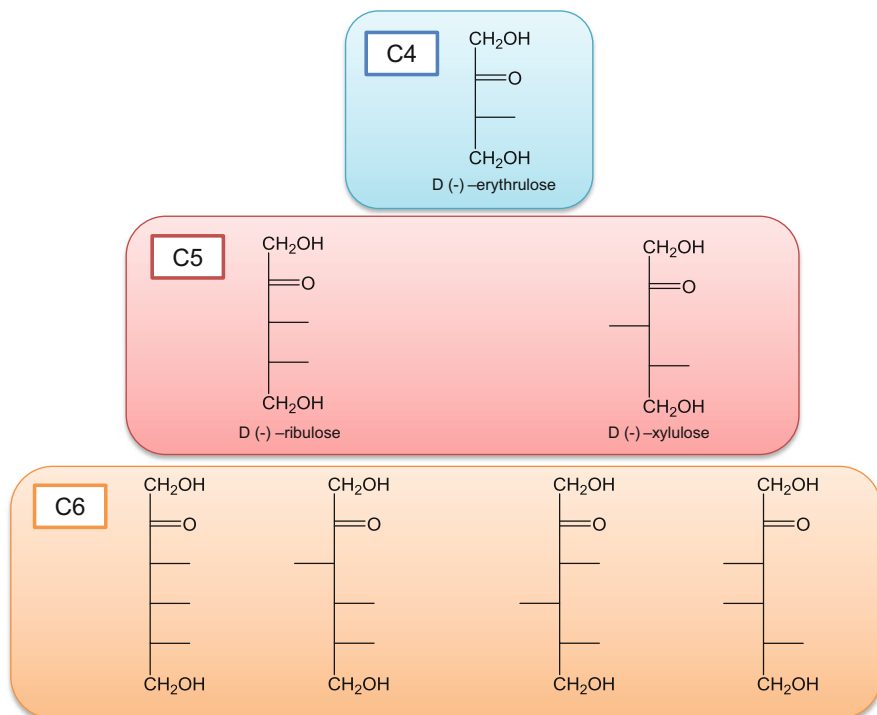 C4
CH₂OH
O
CH₂OH
D (-) –erythrulose
C5
CH₂OH
O
CH₂OH
D (-) –ribulose
CH₂OH
O
CH₂OH
D (-) –xylulose
C6
CH₂OH
O
CH₂OH
CH₂OH
O
CH₂OH
CH₂OH
O
CH₂OH
CH₂OH
O
CH₂OH